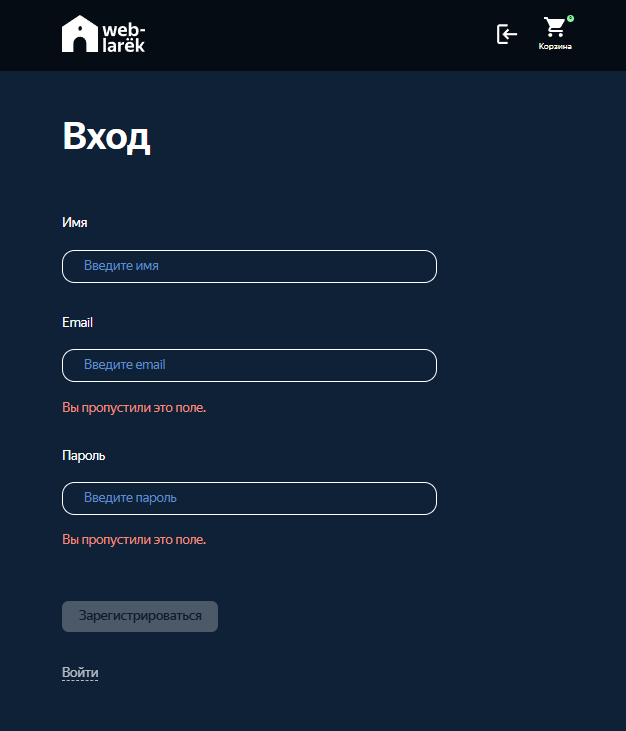 web-
larёk
Корзина
Вход
Имя
Введите имя
Email
Введите email
Вы пропустили это поле.
Пароль
Введите пароль
Вы пропустили это поле.
Зарегистрироваться
Войти